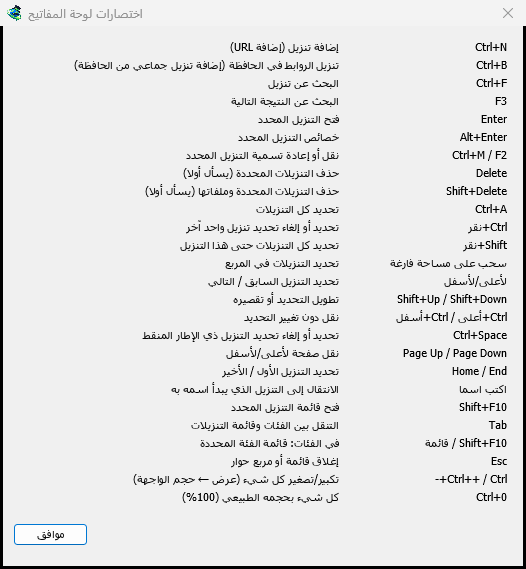 اختصارات لوحة المفاتيح
Ctrl+N إضافة تنزيل (إضافة URL)
Ctrl+B تنزيل الروابط في الحافظة (إضافة تنزيل جماعي من الحافظة)
Ctrl+F البحث عن تنزيل
F3 البحث عن النتيجة التالية
Enter فتح التنزيل المحدد
Alt+Enter خصائص التنزيل المحدد
Ctrl+M / F2 نقل أو إعادة تسمية التنزيل المحدد
Delete حذف التنزيلات المحددة (يسأل أولا)
Shift+Delete حذف التنزيلات المحددة وملفاتها (يسأل أولا)
Ctrl+A تحديد كل التنزيلات
Ctrl+نقر تحديد أو إلغاء تحديد تنزيل واحد آخر
Shift+نقر تحديد كل التنزيلات حتى هذا التنزيل
سحب على مساحة فارغة تحديد التنزيلات في المربع
لأعلى/لأسفل تحديد التنزيل السابق / التالي
Shift+Up / Shift+Down تطويل التحديد أو تقصيره
Ctrl+أعلى / Ctrl+أسفل نقل دون تغيير التحديد
Ctrl+Space تحديد أو إلغاء تحديد التنزيل ذي الإطار المنقط
Page Up / Page Down نقل صفحة لأعلى/لأسفل
Home / End تحديد التنزيل الأول / الأخير
اكتب اسما الانتقال إلى التنزيل الذي يبدأ اسمه به
Shift+F10 فتح قائمة التنزيل المحدد
Tab التنقل بين الفئات وقائمة التنزيلات
Shift+F10 / قائمة في الفئات: قائمة الفئة المحددة
Esc إغلاق قائمة أو مربع حوار
Ctrl++ / Ctrl+- تكبير/تصغير كل شيء (عرض ← حجم الواجهة)
Ctrl+0 كل شيء بحجمه الطبيعي (100%)
موافق